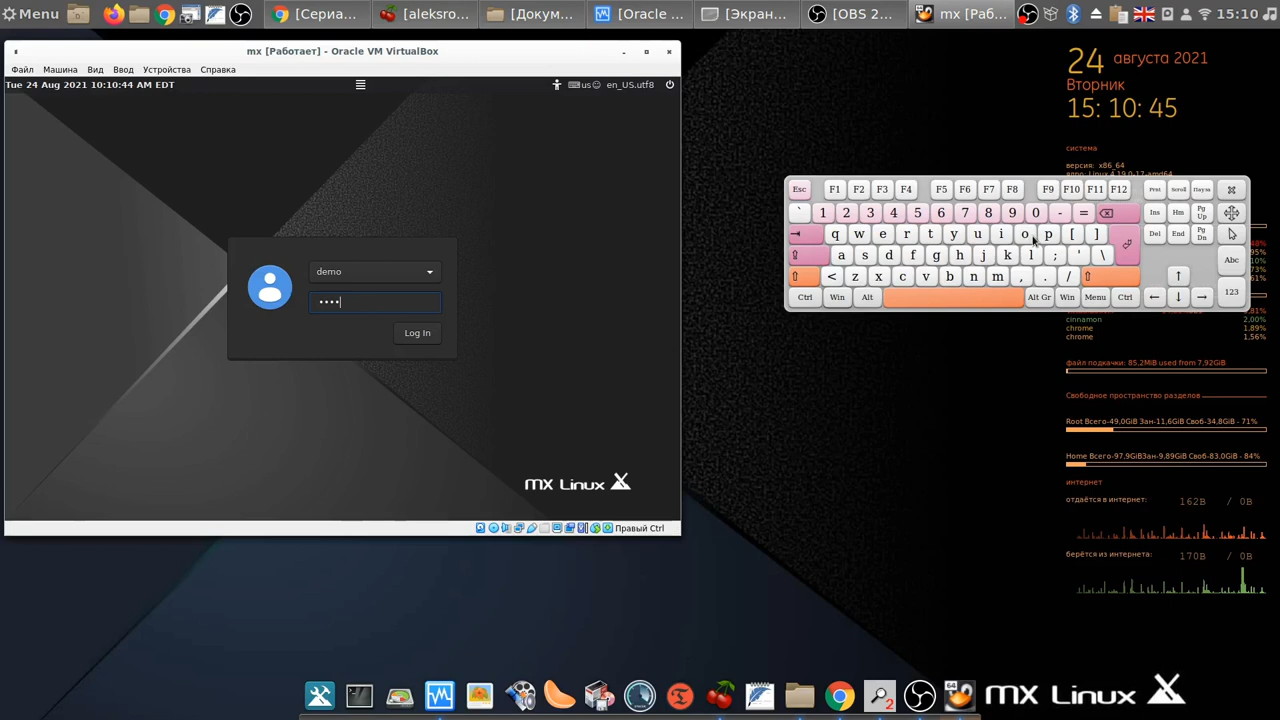 Menu
[Сериа...
[aleksro...
[Докум...
[Oracle ...
[Экран...
[OBS 2...
mx [Раб...
15:10
mx [Работает] - Oracle VM VirtualBox
Файл Машина Вид Ввод Устройства Справка
Tue 24 Aug 2021 10:10:44 AM EDT
us
en_US.utf8
demo
Log In
MX Linux
Правый Ctrl
24 августа 2021
Вторник
15: 10: 45
система
версия: x86_64
Esc F1 F2 F3 F4 F5 F6 F7 F8 F9 F10 F11 F12 Prnt Scroll Пауза
` 1 2 3 4 5 6 7 8 9 0 - = Ins Hm Pg Up
q w e r t y u i o p [ ] Del End Pg Dn
a s d f g h j k l ; ' \ Abc
< z x c v b n m , . /
Ctrl Win Alt Alt Gr Win Menu Ctrl 123
cinnamon 2,00%
chrome 1,89%
chrome 1,56%
файл подкачки: 85,2MiB used from 7,92GiB
Свободное пространство разделов
Root Всего-49,0GiB Зан-11,6GiB Своб-34,8GiB - 71%
Home Всего-97,9GiBЗан-9,89GiB Своб-83,0GiB - 84%
интернет
отдаётся в интернет: 162B / 0B
берётся из интернета: 170B / 0B
64
2
MX Linux